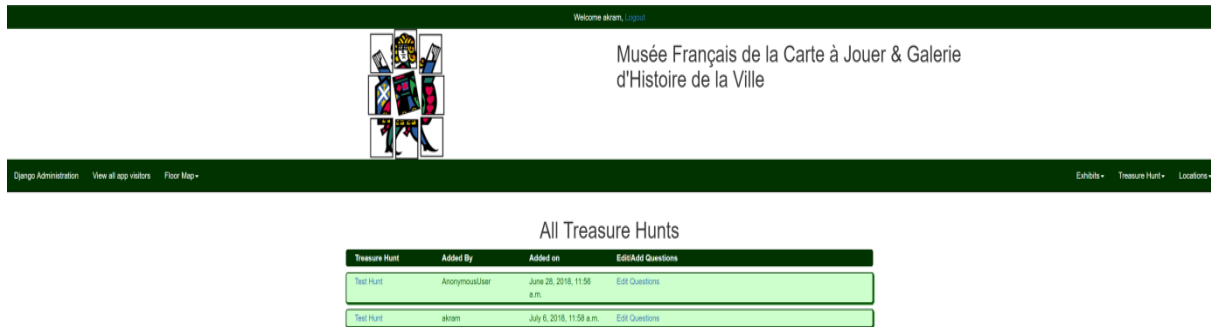 Welcome akram, Logout
Musée Français de la Carte à Jouer & Galerie
d'Histoire de la Ville
Django Administration View all app visitors Floor Map Exhibits Treasure Hunt Locations
All Treasure Hunts
Treasure Hunt Added By Added on Edit/Add Questions
Test Hunt AnonymousUser June 28, 2018, 11:56 a.m. Edit Questions
Test Hunt akram July 6, 2018, 11:58 a.m. Edit Questions